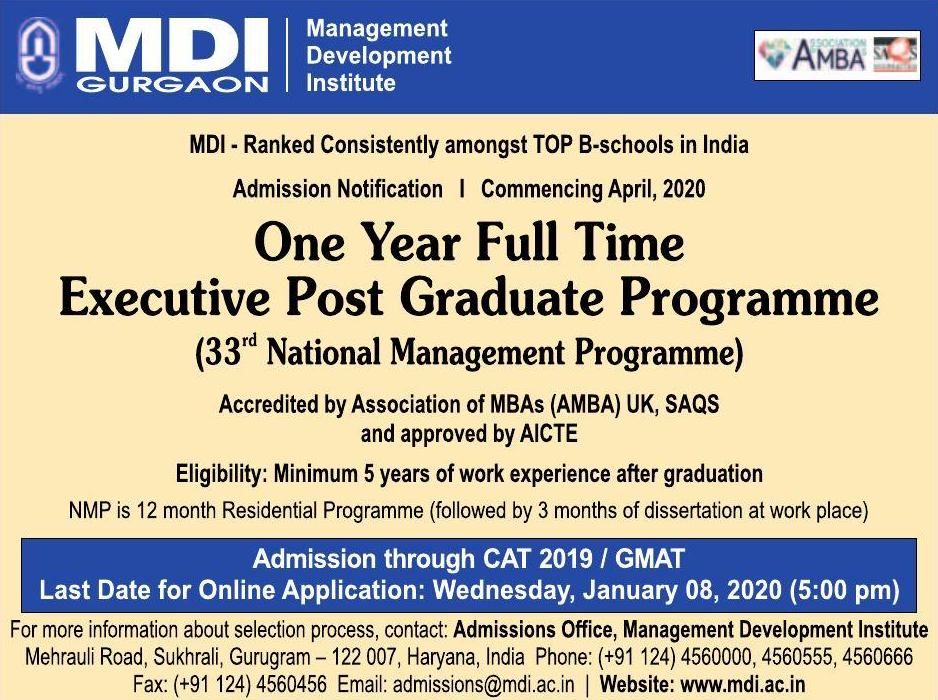 MDI
GURGAON
Management
Development
Institute
ASSOCIATION
AMBA
SAQS
MDI - Ranked Consistently amongst TOP B-schools in India
Admission Notification I Commencing April, 2020
One Year Full Time
Executive Post Graduate Programme
(33rd National Management Programme)
Accredited by Association of MBAs (AMBA) UK, SAQS
and approved by AICTE
Eligibility: Minimum 5 years of work experience after graduation
NMP is 12 month Residential Programme (followed by 3 months of dissertation at work place)
Admission through CAT 2019 / GMAT
Last Date for Online Application: Wednesday, January 08, 2020 (5:00 pm)
For more information about selection process, contact: Admissions Office, Management Development Institute
Mehrauli Road, Sukhrali, Gurugram – 122 007, Haryana, India Phone: (+91 124) 4560000, 4560555, 4560666
Fax: (+91 124) 4560456 Email: admissions@mdi.ac.in | Website: www.mdi.ac.in